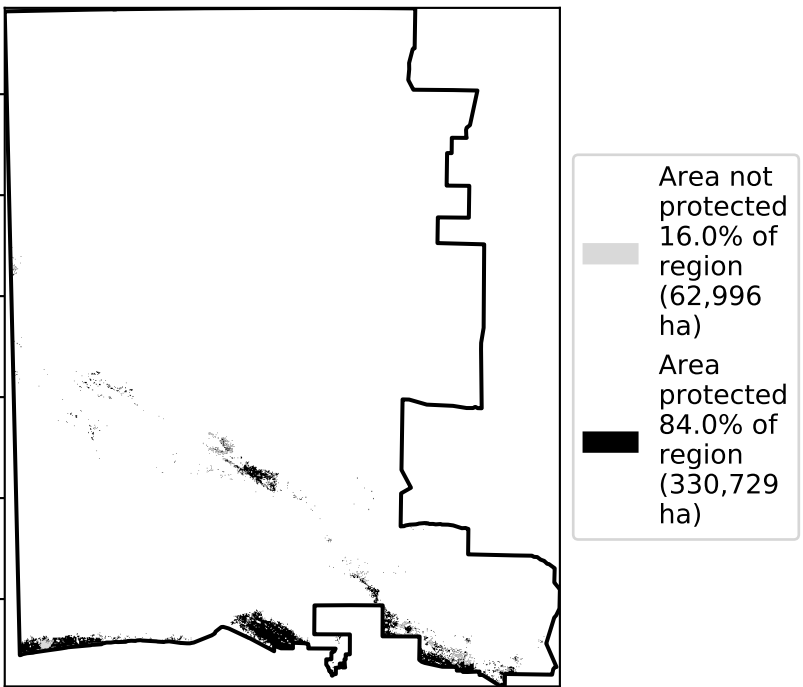 Area not
protected
16.0% of
region
(62,996
ha)
Area
protected
84.0% of
region
(330,729
ha)